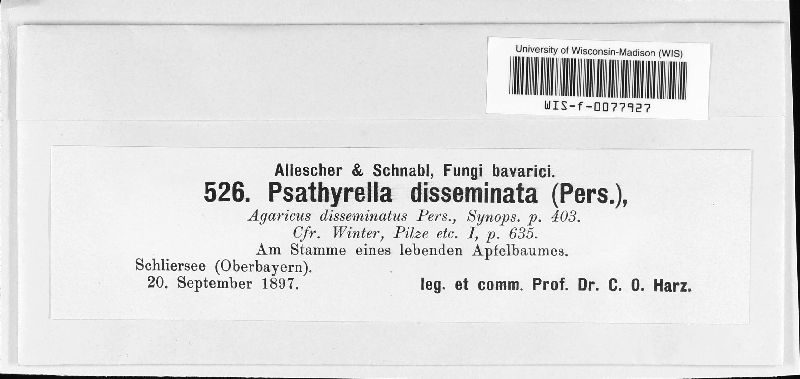 University of Wisconsin-Madison (WIS)
WIS-f-0077927
Allescher & Schnabl, Fungi bavarici.
526. Psathyrella disseminata (Pers.),
Agaricus disseminatus Pers., Synops. p. 403.
Cfr. Winter, Pilze etc. I, p. 635.
Am Stamme eines lebenden Apfelbaumes.
Schliersee (Oberbayern).
20. September 1897.
leg. et comm. Prof. Dr. C. O. Harz.